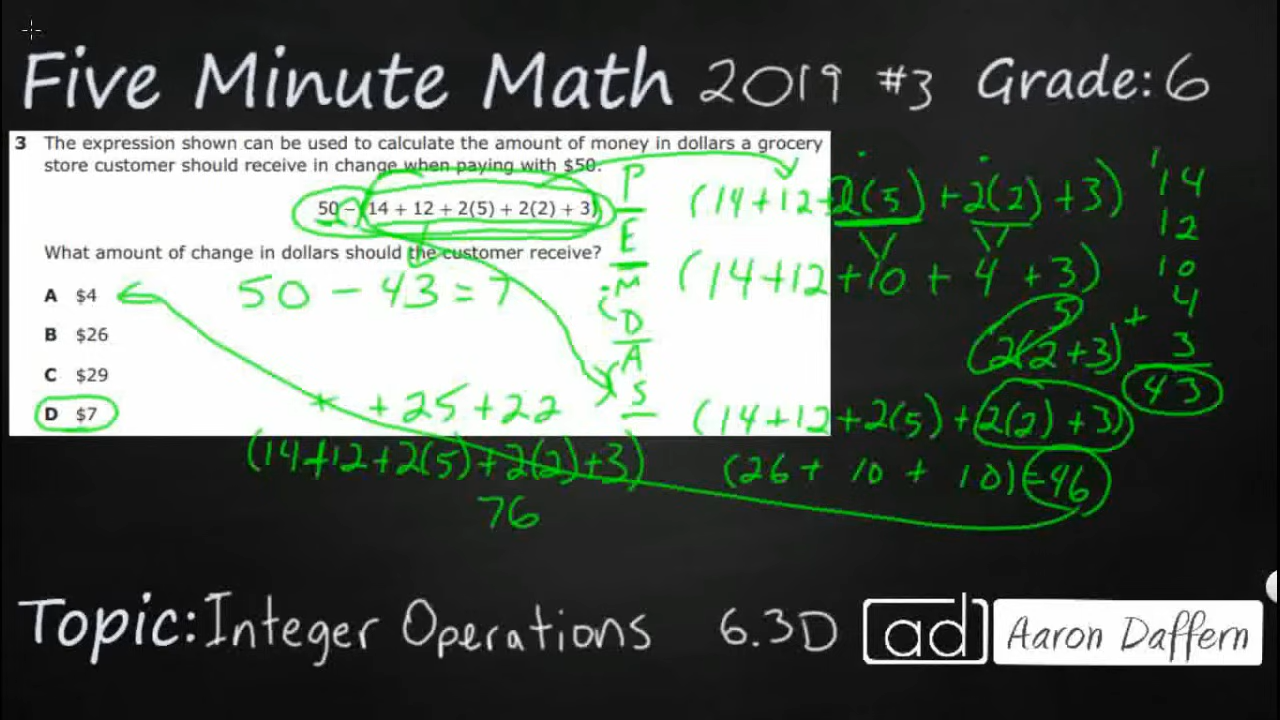 Five Minute Math 2019 #3 Grade: 6
3 The expression shown can be used to calculate the amount of money in dollars a grocery
store customer should receive in change when paying with $50.
50 – (14 + 12 + 2(5) + 2(2) + 3)
What amount of change in dollars should the customer receive?
A $4
B $26
C $29
D $7
50 - 43 = 7
P
E
M
D
A
S
(14+12+2(5) +2(2) +3)
(14+12+10 + 4 +3)
5
2(2+3)
(14+12+2(5) +2(2) +3)
(26 + 10 + 10) = 46
1
14
12
10
4
+ 3
43
+ +25+22
(14+12+2(5)+2(2)+3)
76
Topic: Integer Operations 6.3D ad Aaron Daffern